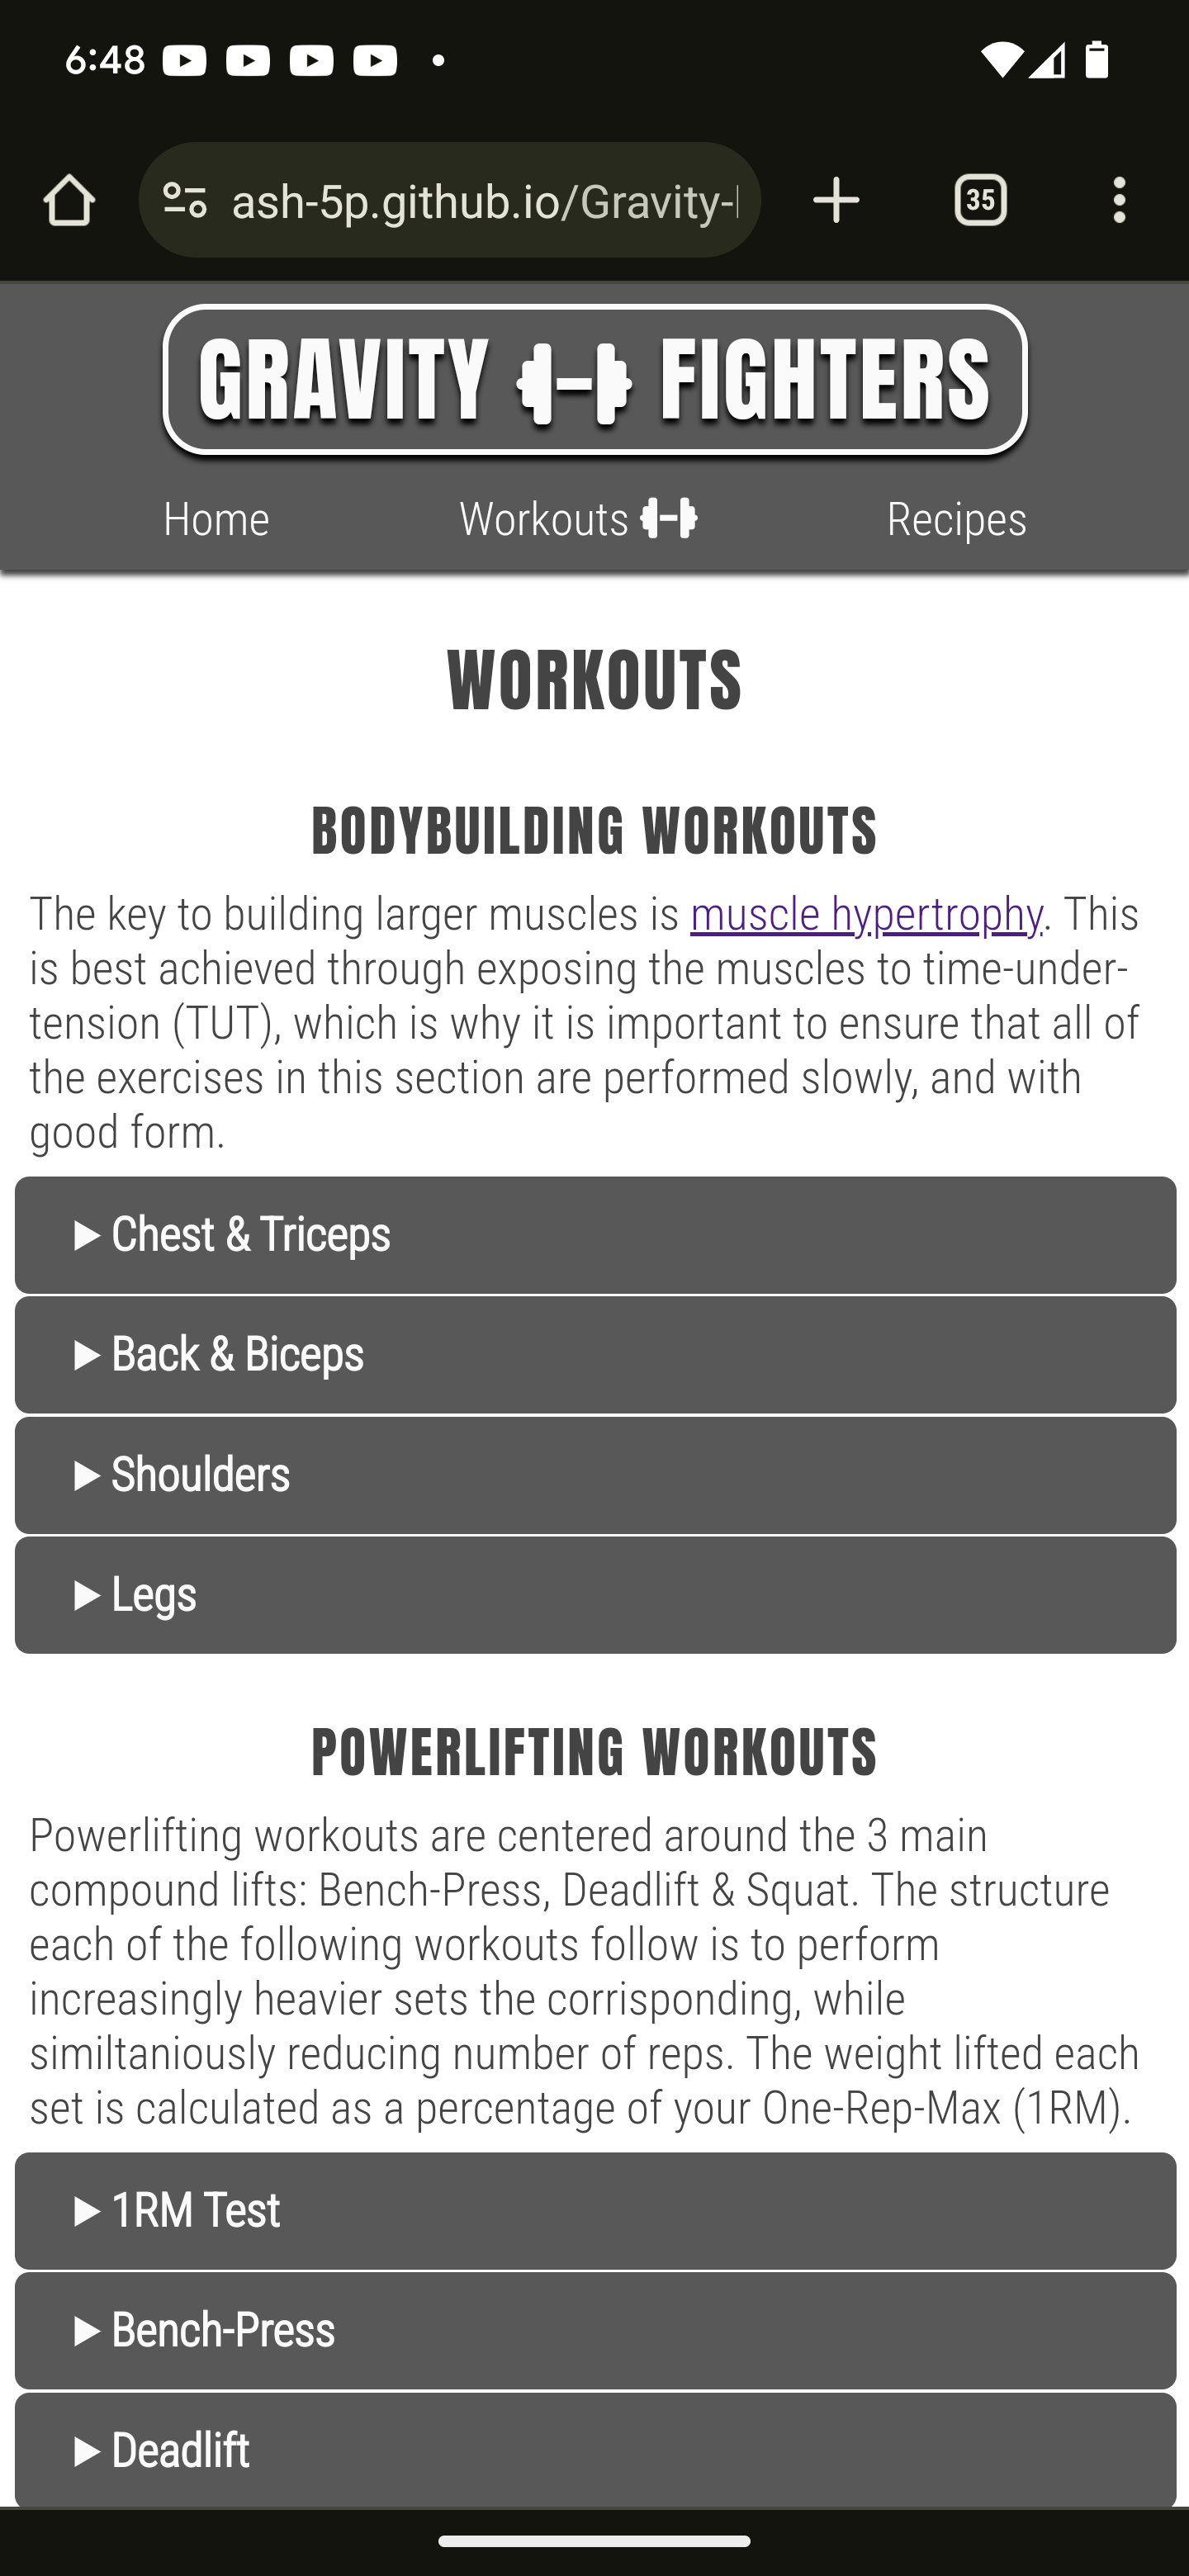 6:48
ash-5p.github.io/Gravity-
35
GRAVITY FIGHTERS
Home Workouts Recipes
WORKOUTS
BODYBUILDING WORKOUTS
The key to building larger muscles is muscle hypertrophy. This
is best achieved through exposing the muscles to time-under-
tension (TUT), which is why it is important to ensure that all of
the exercises in this section are performed slowly, and with
good form.
Chest & Triceps
Back & Biceps
Shoulders
Legs
POWERLIFTING WORKOUTS
Powerlifting workouts are centered around the 3 main
compound lifts: Bench-Press, Deadlift & Squat. The structure
each of the following workouts follow is to perform
increasingly heavier sets the corrisponding, while
similtaniously reducing number of reps. The weight lifted each
set is calculated as a percentage of your One-Rep-Max (1RM).
1RM Test
Bench-Press
Deadlift